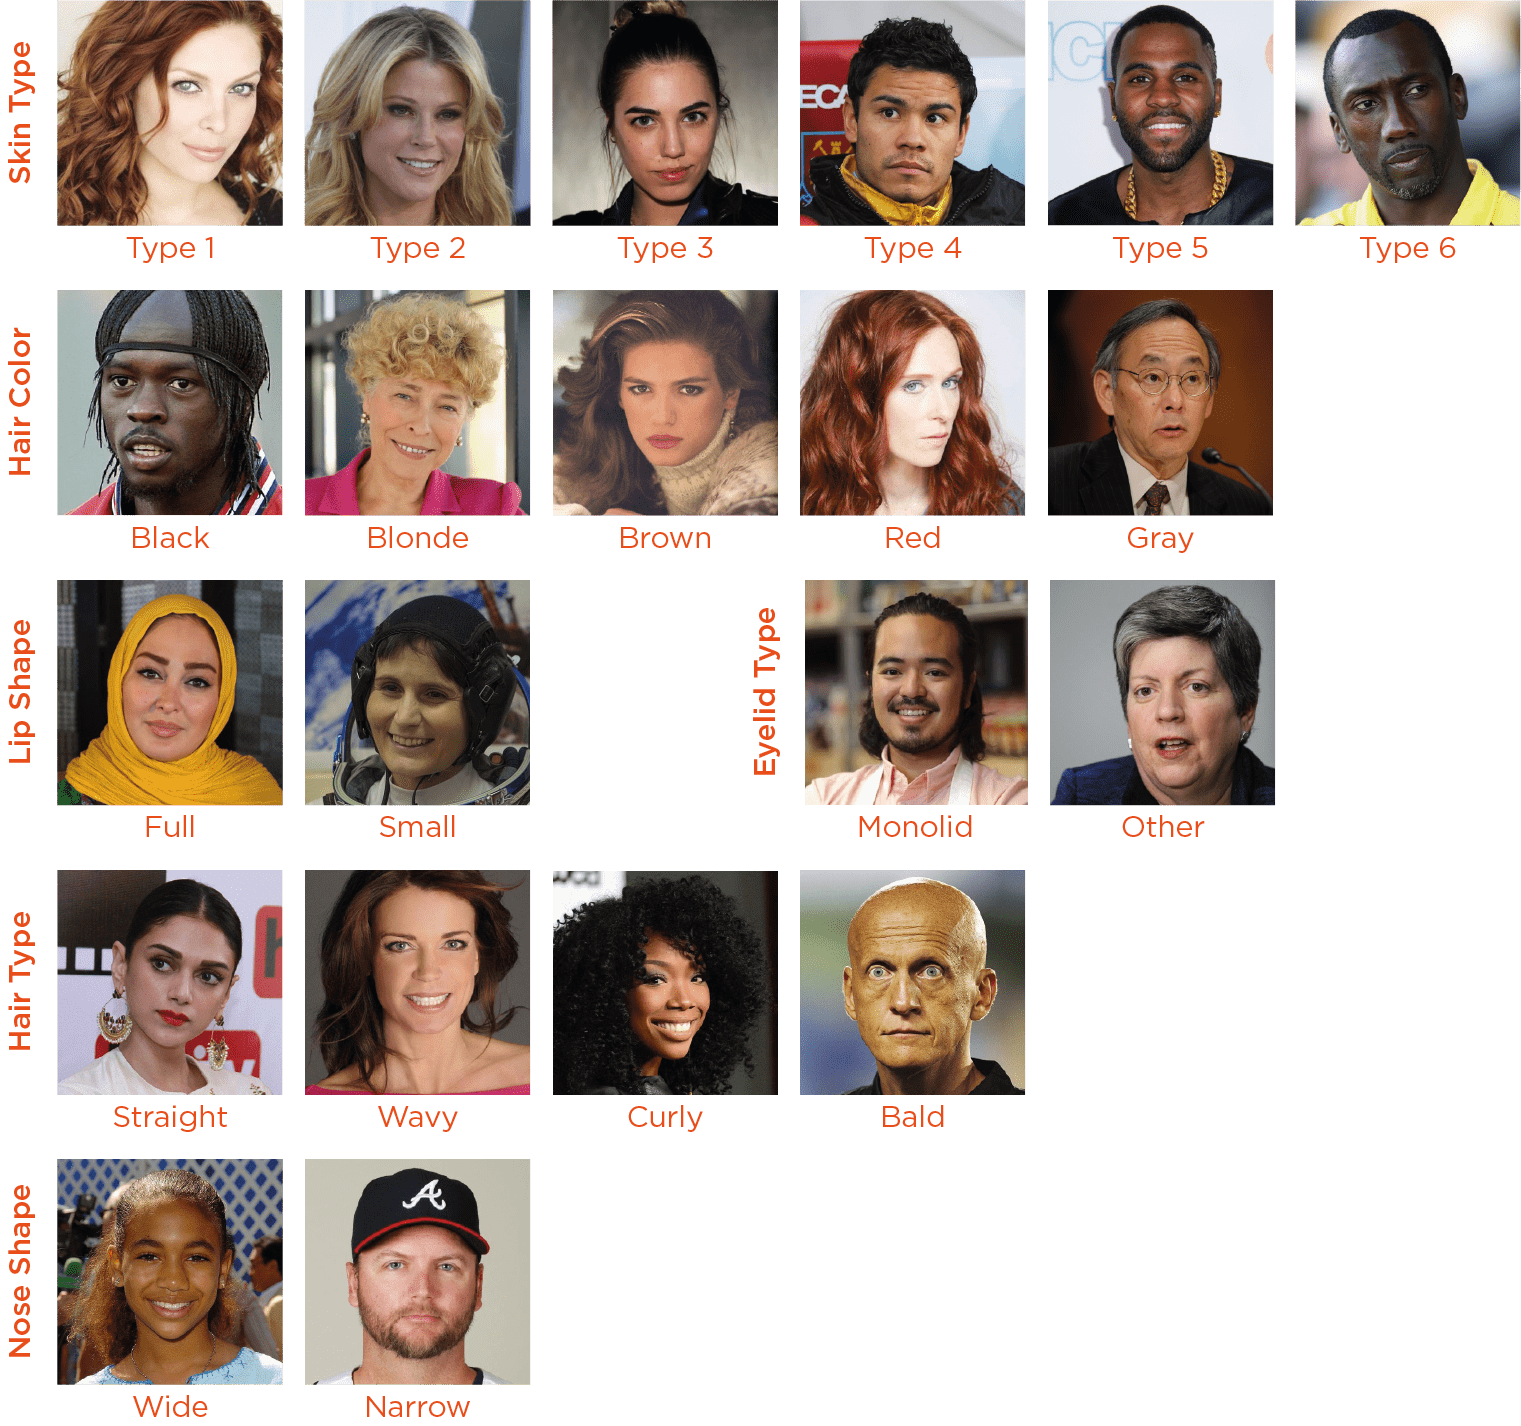 Skin Type
ECA
Type 1
Type 2
Type 3
Type 4
Type 5
Type 6
Hair Color
Black
Blonde
Brown
Red
Gray
Lip Shape
Full
Small
Eyelid Type
Monolid
Other
Hair Type
Straight
Wavy
Curly
Bald
Nose Shape
A
Wide
Narrow